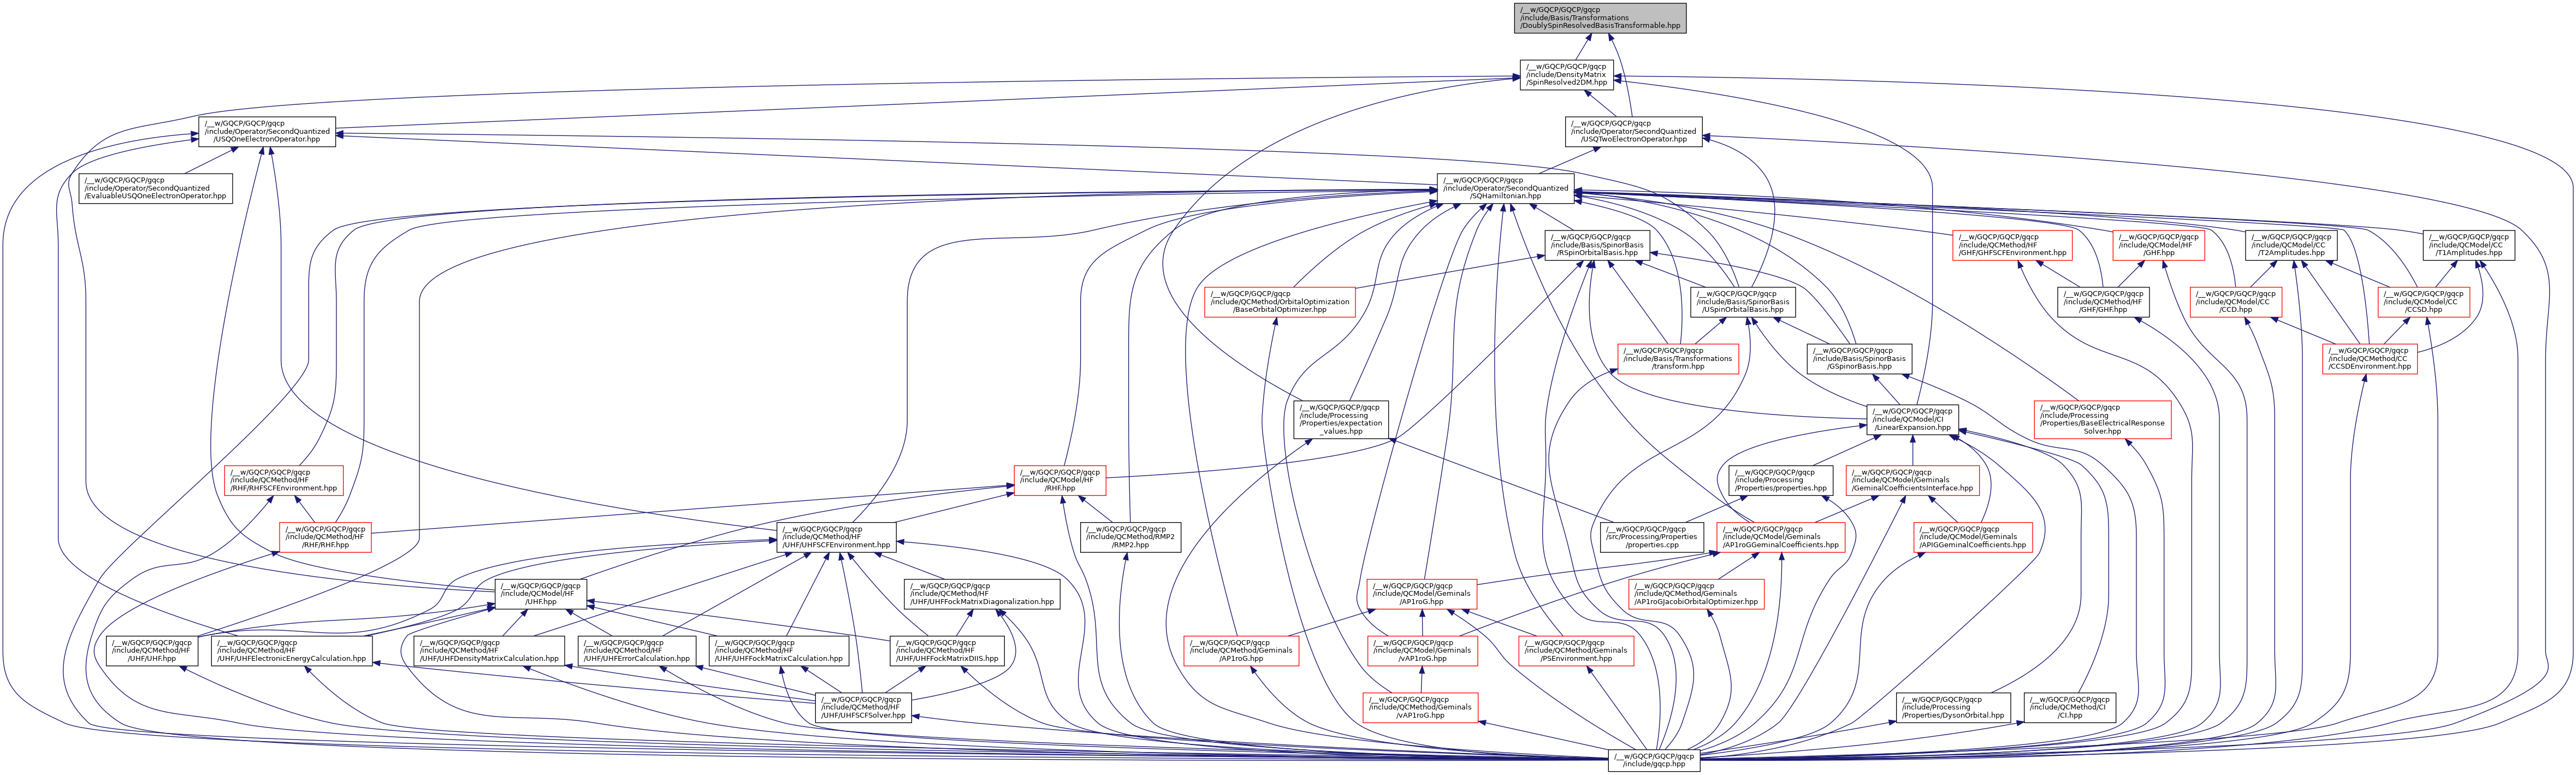 /__w/GQCP/GQCP/gqcp
/include/Basis/Transformations
/DoublySpinResolvedBasisTransformable.hpp
/__w/GQCP/GQCP/gqcp
/include/DensityMatrix
/SpinResolved2DM.hpp
/__w/GQCP/GQCP/gqcp
/include/Operator/SecondQuantized
/USQOneElectronOperator.hpp
/__w/GQCP/GQCP/gqcp
/include/Operator/SecondQuantized
/USQTwoElectronOperator.hpp
/__w/GQCP/GQCP/gqcp
/include/Operator/SecondQuantized
/EvaluableUSQOneElectronOperator.hpp
/__w/GQCP/GQCP/gqcp
/include/Operator/SecondQuantized
/SQHamiltonian.hpp
/__w/GQCP/GQCP/gqcp
/include/Basis/SpinorBasis
/RSpinOrbitalBasis.hpp
/__w/GQCP/GQCP/gqcp
/include/QCMethod/HF
/GHF/GHFSCFEnvironment.hpp
/__w/GQCP/GQCP/gqcp
/include/QCModel/HF
/GHF.hpp
/__w/GQCP/GQCP/gqcp
/include/QCModel/CC
/T2Amplitudes.hpp
/__w/GQCP/GQCP/gqcp
/include/QCModel/CC
/T1Amplitudes.hpp
/__w/GQCP/GQCP/gqcp
/include/QCMethod/OrbitalOptimization
/BaseOrbitalOptimizer.hpp
/__w/GQCP/GQCP/gqcp
/include/Basis/SpinorBasis
/USpinOrbitalBasis.hpp
/__w/GQCP/GQCP/gqcp
/include/QCMethod/HF
/GHF/GHF.hpp
/__w/GQCP/GQCP/gqcp
/include/QCModel/CC
/CCD.hpp
/__w/GQCP/GQCP/gqcp
/include/QCModel/CC
/CCSD.hpp
/__w/GQCP/GQCP/gqcp
/include/Basis/Transformations
/transform.hpp
/__w/GQCP/GQCP/gqcp
/include/Basis/SpinorBasis
/GSpinorBasis.hpp
/__w/GQCP/GQCP/gqcp
/include/QCMethod/CC
/CCSDEnvironment.hpp
/__w/GQCP/GQCP/gqcp
/include/Processing
/Properties/expectation
_values.hpp
/__w/GQCP/GQCP/gqcp
/include/QCModel/CI
/LinearExpansion.hpp
/__w/GQCP/GQCP/gqcp
/include/Processing
/Properties/BaseElectricalResponse
Solver.hpp
/__w/GQCP/GQCP/gqcp
/include/QCMethod/HF
/RHF/RHFSCFEnvironment.hpp
/__w/GQCP/GQCP/gqcp
/include/QCModel/HF
/RHF.hpp
/__w/GQCP/GQCP/gqcp
/include/Processing
/Properties/properties.hpp
/__w/GQCP/GQCP/gqcp
/include/QCModel/Geminals
/GeminalCoefficientsInterface.hpp
/__w/GQCP/GQCP/gqcp
/include/QCMethod/HF
/RHF/RHF.hpp
/__w/GQCP/GQCP/gqcp
/include/QCMethod/HF
/UHF/UHFSCFEnvironment.hpp
/__w/GQCP/GQCP/gqcp
/include/QCMethod/RMP2
/RMP2.hpp
/__w/GQCP/GQCP/gqcp
/src/Processing/Properties
/properties.cpp
/__w/GQCP/GQCP/gqcp
/include/QCModel/Geminals
/AP1roGGeminalCoefficients.hpp
/__w/GQCP/GQCP/gqcp
/include/QCModel/Geminals
/APIGGeminalCoefficients.hpp
/__w/GQCP/GQCP/gqcp
/include/QCModel/HF
/UHF.hpp
/__w/GQCP/GQCP/gqcp
/include/QCMethod/HF
/UHF/UHFFockMatrixDiagonalization.hpp
/__w/GQCP/GQCP/gqcp
/include/QCModel/Geminals
/AP1roG.hpp
/__w/GQCP/GQCP/gqcp
/include/QCMethod/Geminals
/AP1roGJacobiOrbitalOptimizer.hpp
/__w/GQCP/GQCP/gqcp
/include/QCMethod/HF
/UHF/UHF.hpp
/__w/GQCP/GQCP/gqcp
/include/QCMethod/HF
/UHF/UHFElectronicEnergyCalculation.hpp
/__w/GQCP/GQCP/gqcp
/include/QCMethod/HF
/UHF/UHFDensityMatrixCalculation.hpp
/__w/GQCP/GQCP/gqcp
/include/QCMethod/HF
/UHF/UHFErrorCalculation.hpp
/__w/GQCP/GQCP/gqcp
/include/QCMethod/HF
/UHF/UHFFockMatrixCalculation.hpp
/__w/GQCP/GQCP/gqcp
/include/QCMethod/HF
/UHF/UHFFockMatrixDIIS.hpp
/__w/GQCP/GQCP/gqcp
/include/QCMethod/Geminals
/AP1roG.hpp
/__w/GQCP/GQCP/gqcp
/include/QCModel/Geminals
/vAP1roG.hpp
/__w/GQCP/GQCP/gqcp
/include/QCMethod/Geminals
/PSEnvironment.hpp
/__w/GQCP/GQCP/gqcp
/include/QCMethod/HF
/UHF/UHFSCFSolver.hpp
/__w/GQCP/GQCP/gqcp
/include/QCMethod/Geminals
/vAP1roG.hpp
/__w/GQCP/GQCP/gqcp
/include/Processing
/Properties/DysonOrbital.hpp
/__w/GQCP/GQCP/gqcp
/include/QCMethod/CI
/CI.hpp
/__w/GQCP/GQCP/gqcp
/include/gqcp.hpp